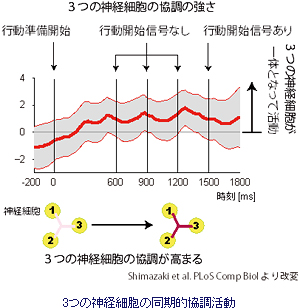 3つの神経細胞の協調の強さ
行動準備開始 行動開始信号なし 行動開始信号あり
4
2
0
−2
-200 0 600 900 1200 1500 1800
時刻 [ms]
3つの神経細胞が
一体となって活動
神経細胞
1 3 2
1 3 2
3つの神経細胞の協調が高まる
Shimazaki et al. PLoS Comp Biolより改変
3つの神経細胞の同期的協調活動